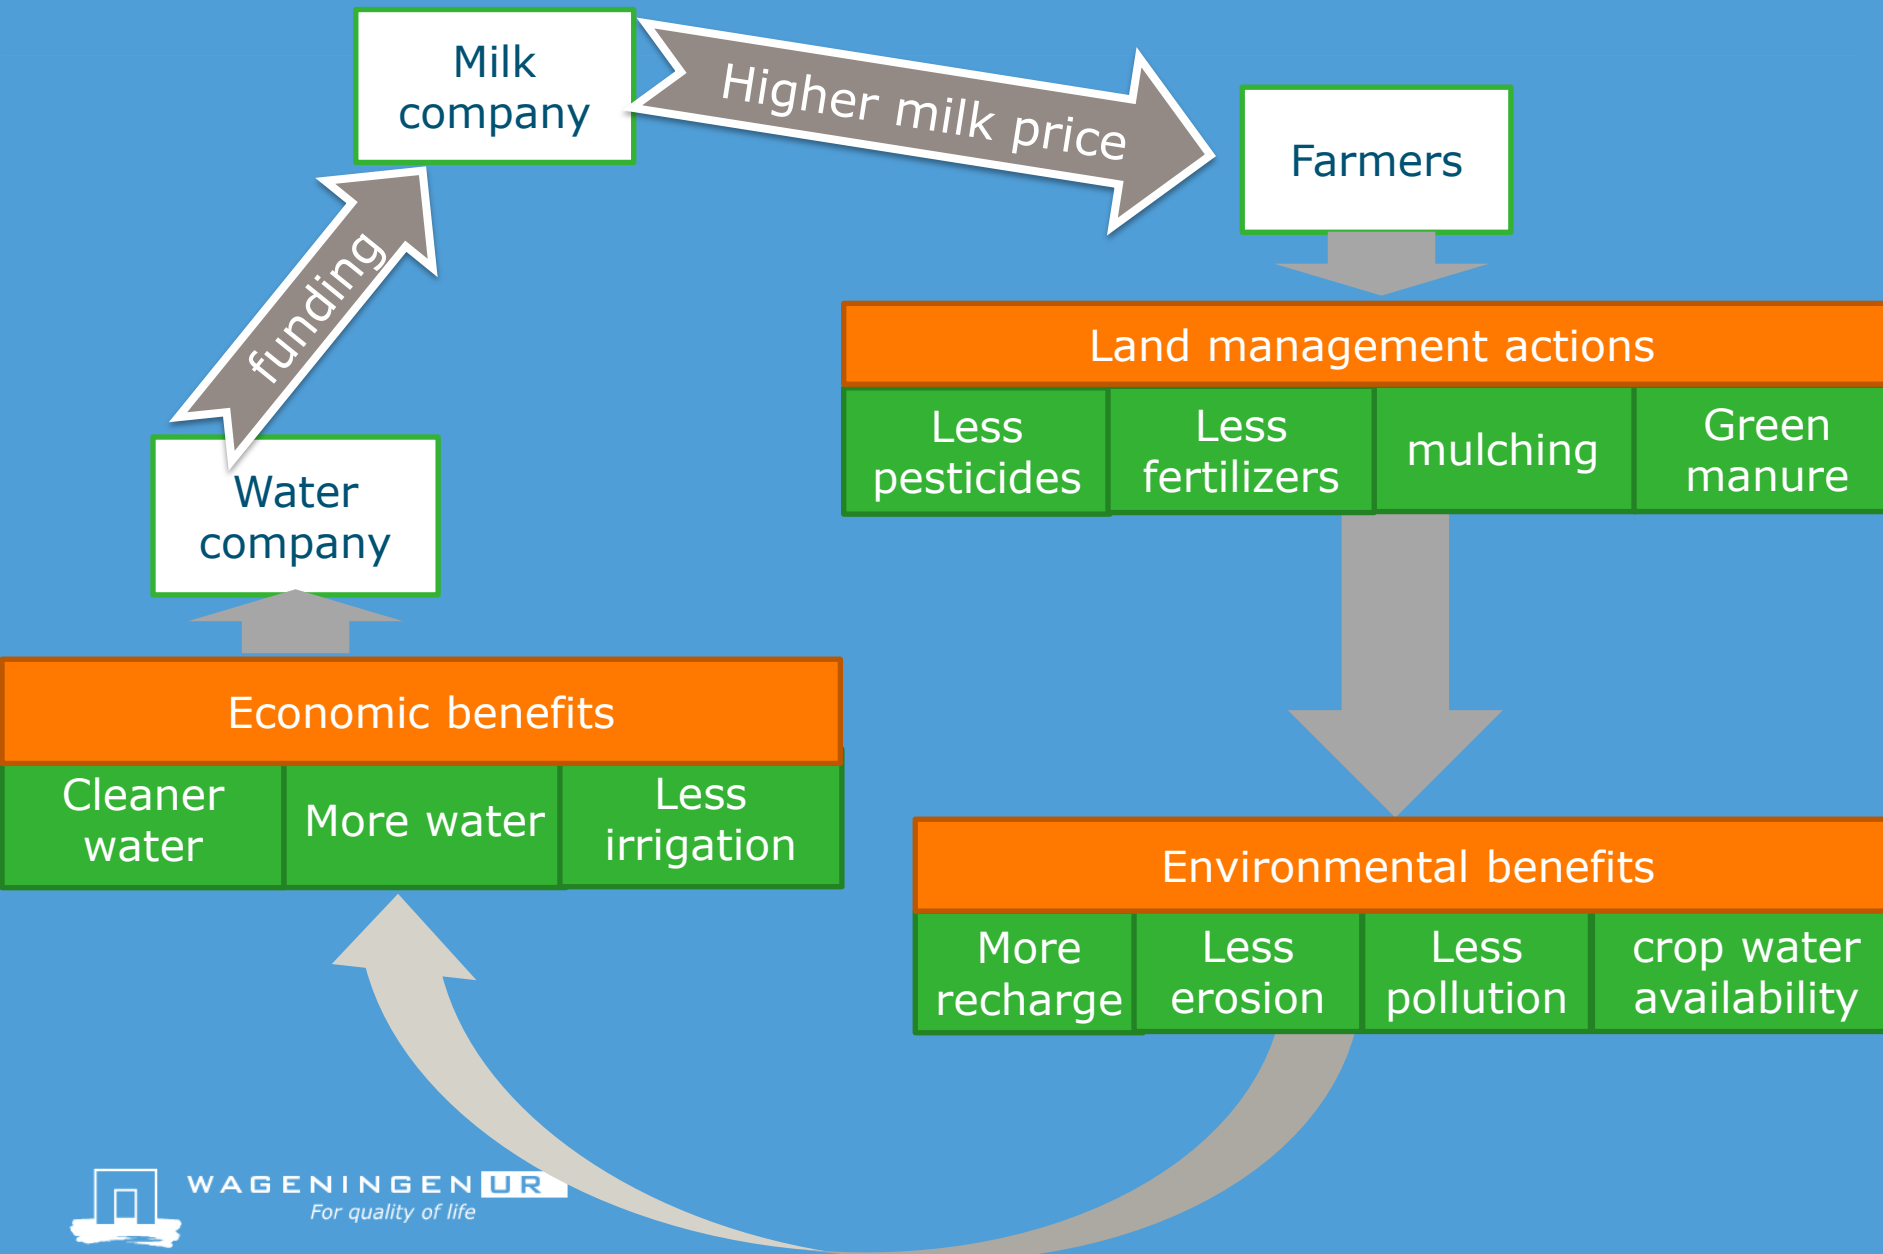 Milk
company
Higher milk price
Farmers
funding
Land management actions
Less
pesticides
Less
fertilizers
mulching
Green
manure
Water
company
Economic benefits
Cleaner
water
More water
Less
irrigation
Environmental benefits
More
recharge
Less
erosion
Less
pollution
crop water
availability
WAGENINGEN UR
For quality of life